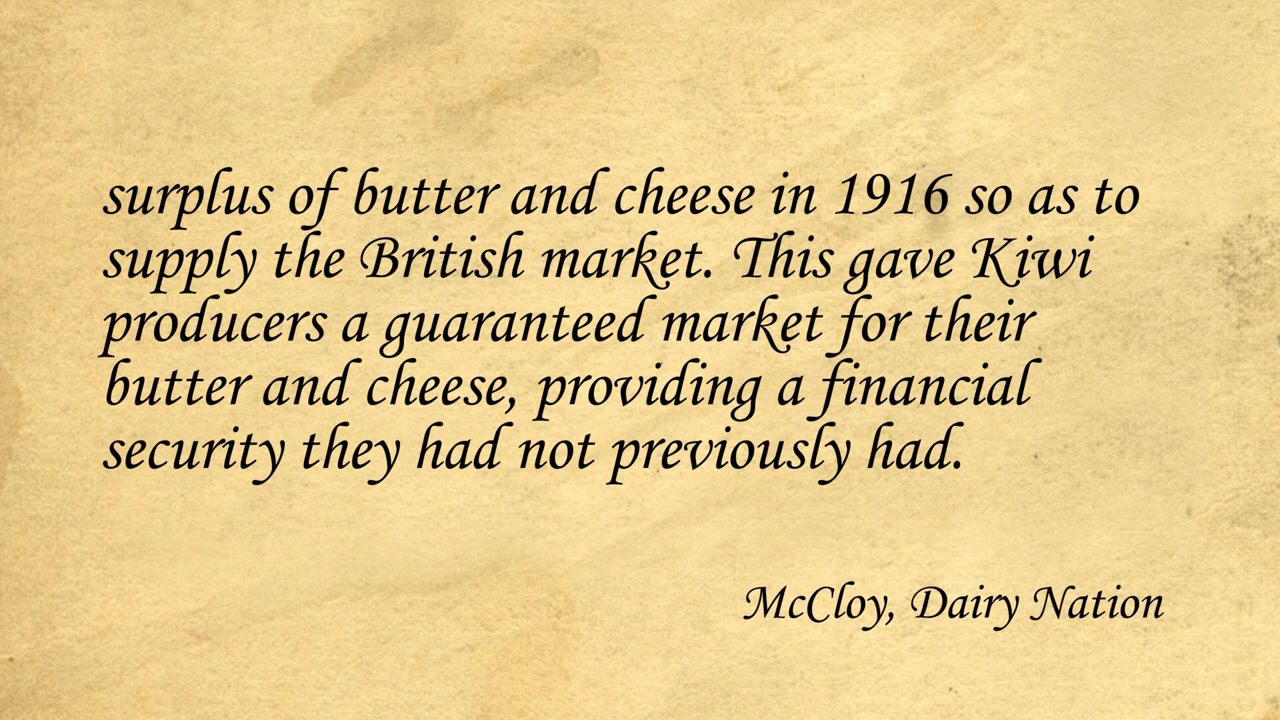 surplus of butter and cheese in 1916 so as to
supply the British market. This gave Kiwi
producers a guaranteed market for their
butter and cheese, providing a financial
security they had not previously had.
McCloy, Dairy Nation